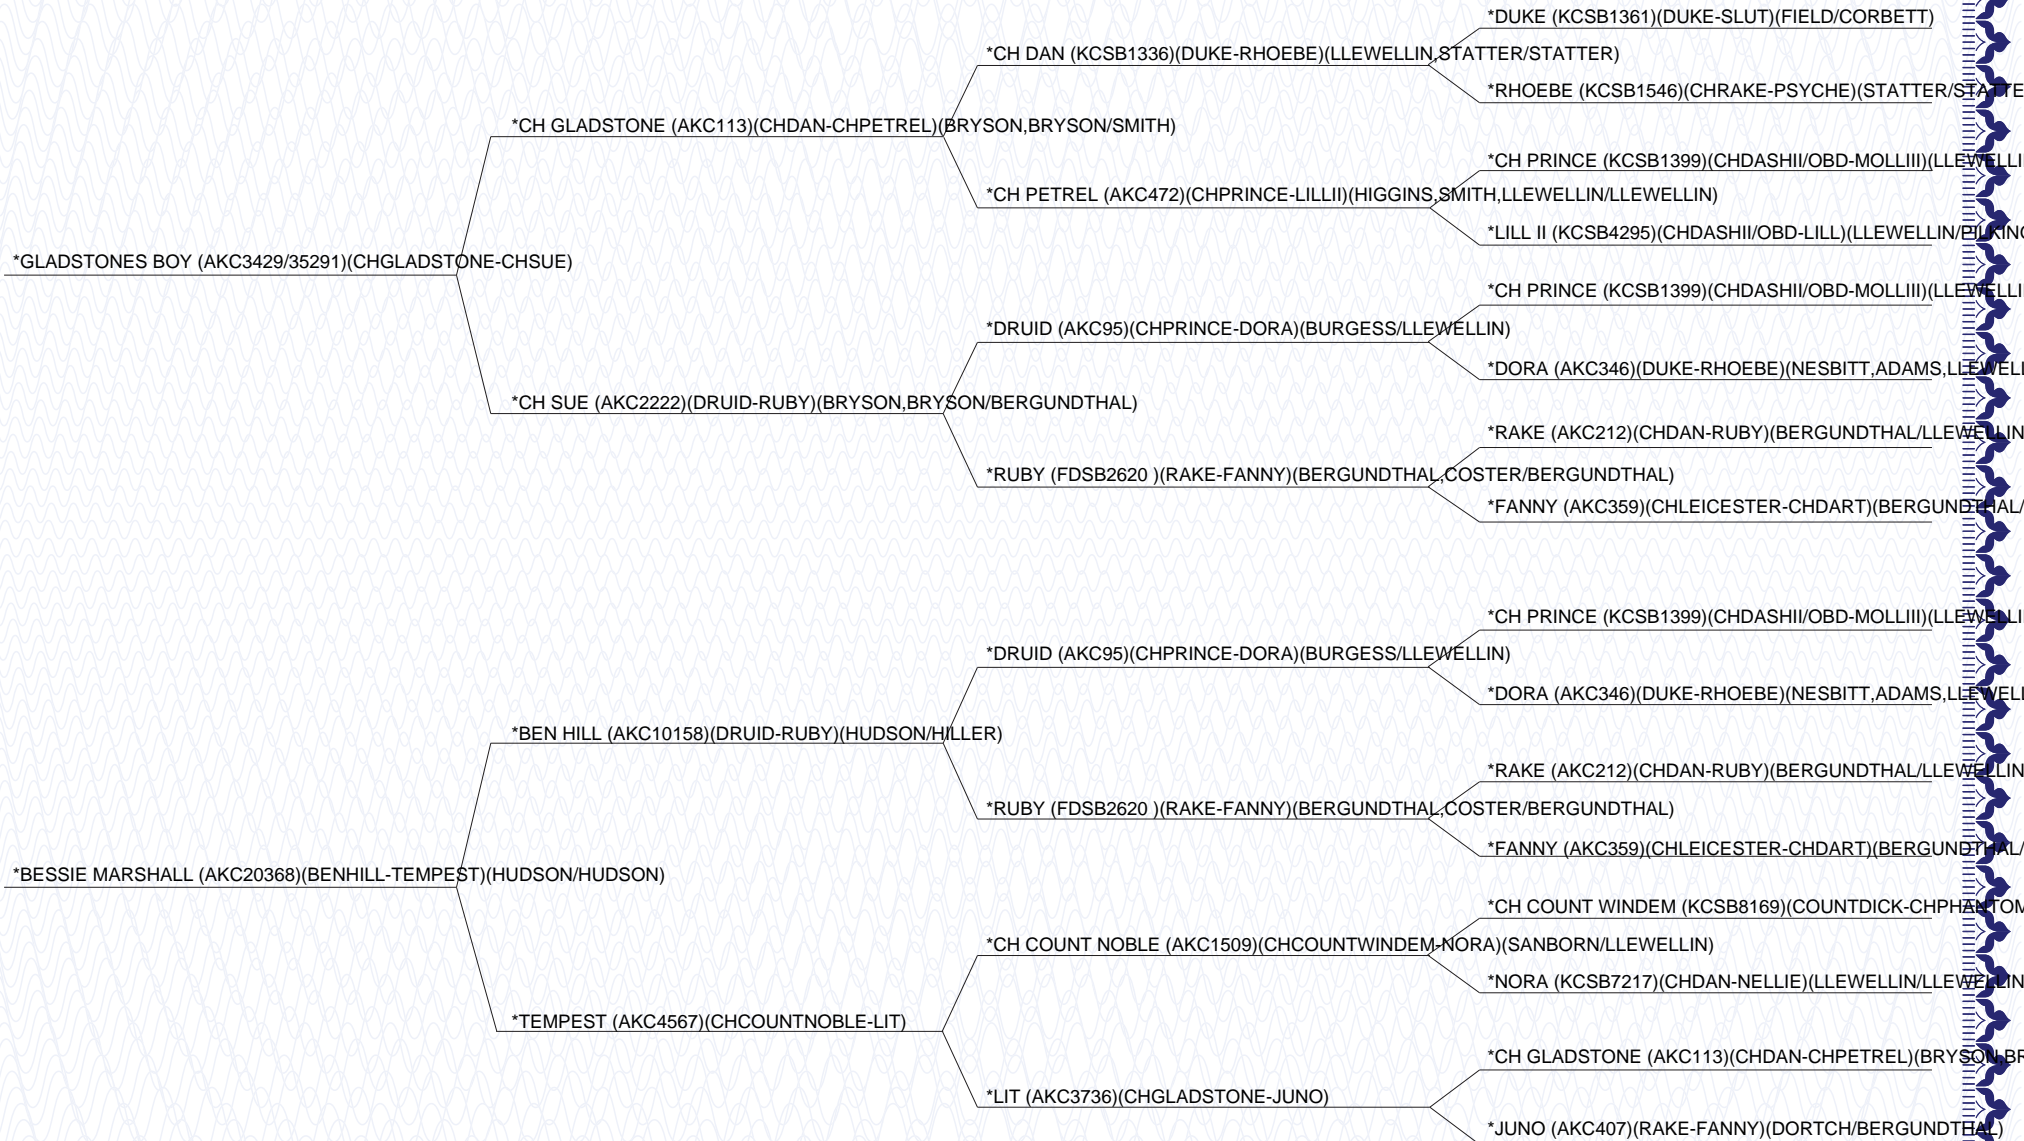 *DUKE (KCSB1361)(DUKE-SLUT)(FIELD/CORBETT)
*CH DAN (KCSB1336)(DUKE-RHOEBE)(LLEWELLIN,STATTER/STATTER)
*RHOEBE (KCSB1546)(CHRAKE-PSYCHE)(STATTER/STATTE
*CH GLADSTONE (AKC113)(CHDAN-CHPETREL)(BRYSON,BRYSON/SMITH)
*CH PRINCE (KCSB1399)(CHDASHII/OBD-MOLLIII)(LLEWELLI
*CH PETREL (AKC472)(CHPRINCE-LILLII)(HIGGINS,SMITH,LLEWELLIN/LLEWELLIN)
*LILL II (KCSB4295)(CHDASHII/OBD-LILL)(LLEWELLIN/PILKING
*GLADSTONES BOY (AKC3429/35291)(CHGLADSTONE-CHSUE)
*CH PRINCE (KCSB1399)(CHDASHII/OBD-MOLLIII)(LLEWELLI
*DRUID (AKC95)(CHPRINCE-DORA)(BURGESS/LLEWELLIN)
*DORA (AKC346)(DUKE-RHOEBE)(NESBITT,ADAMS,LLEWELL
*CH SUE (AKC2222)(DRUID-RUBY)(BRYSON,BRYSON/BERGUNDTHAL)
*RAKE (AKC212)(CHDAN-RUBY)(BERGUNDTHAL/LLEWELLIN
*RUBY (FDSB2620 )(RAKE-FANNY)(BERGUNDTHAL,COSTER/BERGUNDTHAL)
*FANNY (AKC359)(CHLEICESTER-CHDART)(BERGUNDTHAL/
*CH PRINCE (KCSB1399)(CHDASHII/OBD-MOLLIII)(LLEWELLI
*DRUID (AKC95)(CHPRINCE-DORA)(BURGESS/LLEWELLIN)
*DORA (AKC346)(DUKE-RHOEBE)(NESBITT,ADAMS,LLEWELL
*BEN HILL (AKC10158)(DRUID-RUBY)(HUDSON/HILLER)
*RAKE (AKC212)(CHDAN-RUBY)(BERGUNDTHAL/LLEWELLIN
*RUBY (FDSB2620 )(RAKE-FANNY)(BERGUNDTHAL,COSTER/BERGUNDTHAL)
*FANNY (AKC359)(CHLEICESTER-CHDART)(BERGUNDTHAL/
*BESSIE MARSHALL (AKC20368)(BENHILL-TEMPEST)(HUDSON/HUDSON)
*CH COUNT WINDEM (KCSB8169)(COUNTDICK-CHPHANTOM
*CH COUNT NOBLE (AKC1509)(CHCOUNTWINDEM-NORA)(SANBORN/LLEWELLIN)
*NORA (KCSB7217)(CHDAN-NELLIE)(LLEWELLIN/LLEWELLIN
*TEMPEST (AKC4567)(CHCOUNTNOBLE-LIT)
*CH GLADSTONE (AKC113)(CHDAN-CHPETREL)(BRYSON,BR
*LIT (AKC3736)(CHGLADSTONE-JUNO)
*JUNO (AKC407)(RAKE-FANNY)(DORTCH/BERGUNDTHAL)